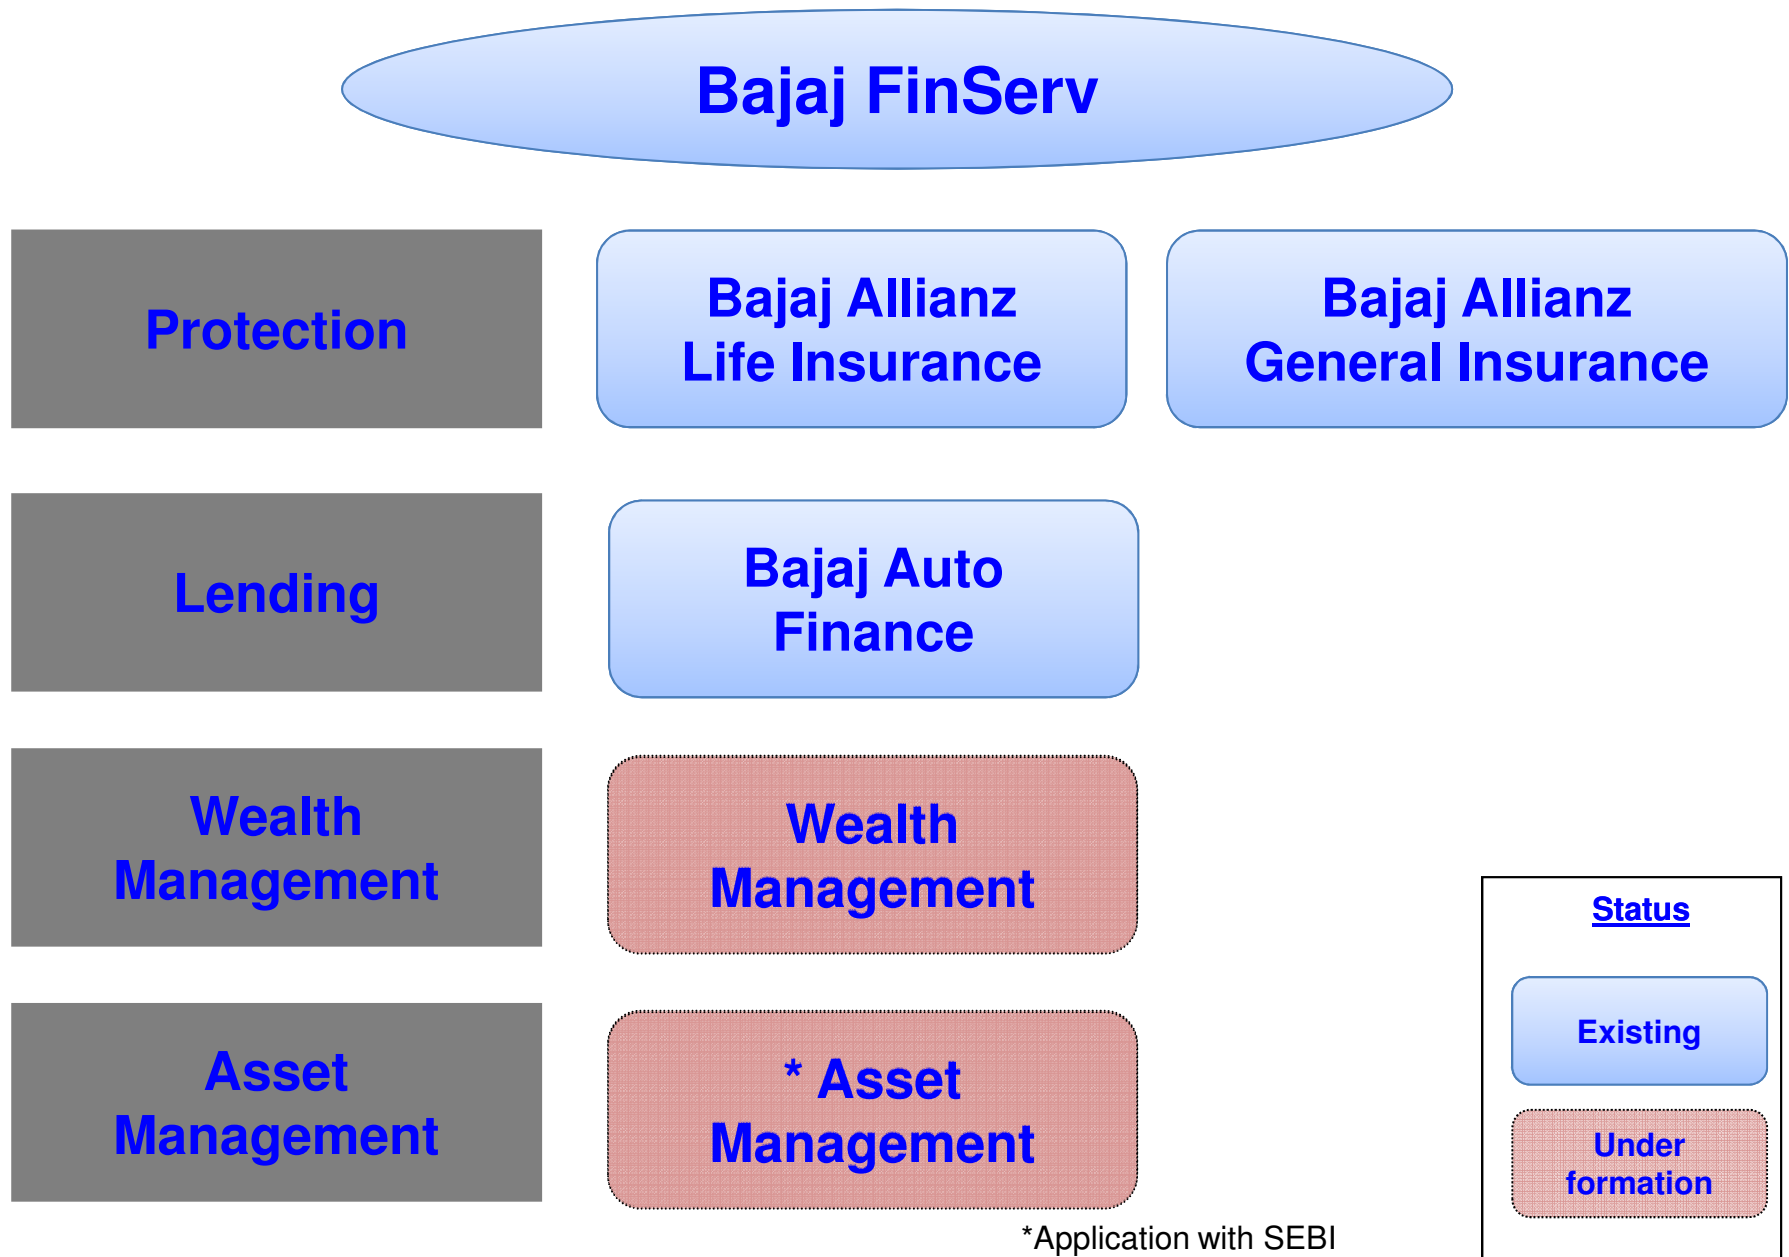 Bajaj FinServ
Protection
Bajaj Allianz
Life Insurance
Bajaj Allianz
General Insurance
Lending
Bajaj Auto
Finance
Wealth
Management
Wealth
Management
Asset
Management
* Asset
Management
*Application with SEBI
Status
Existing
Under
formation